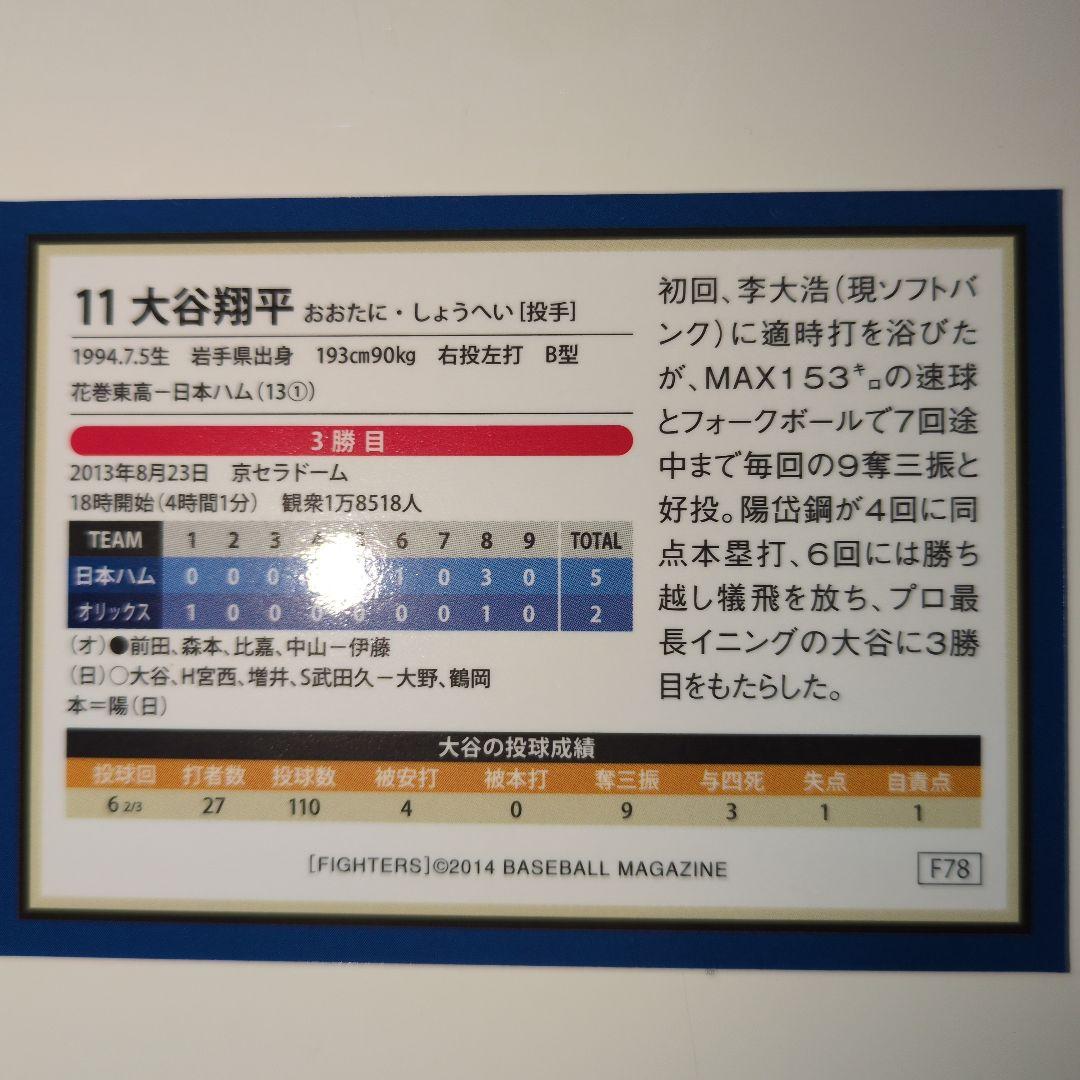 11 大谷翔平 おおたに・しょうへい[投手]
1994.7.5生 岩手県出身 193㎝90kg 右投左打 B型
花巻東高－日本ハム(13①)
3勝目
2013年8月23日 京セラドーム
18時開始(4時間1分) 観衆1万8518人
TEAM 1 2 3 6 7 8 9 TOTAL
日本ハム 0 0 0 1 0 3 0 5
オリックス 1 0 0 0 0 0 0 1 0 2
(オ)●前田、森本、比嘉、中山－伊藤
(日)○大谷、H宮西、増井、S武田久－大野、鶴岡
本＝陽(日)
初回、李大浩(現ソフトバ
ンク)に適時打を浴びた
が、MAX153㌔の速球
とフォークボールで7回途
中まで毎回の9奪三振と
好投。陽岱鋼が4回に同
点本塁打、6回には勝ち
越し犠飛を放ち、プロ最
長イニングの大谷に3勝
目をもたらした。
大谷の投球成績
投球回 打者数 投球数 被安打 被本打 奪三振 与四死 失点 自責点
6 2/3 27 110 4 0 9 3 1 1
[FIGHTERS]©2014 BASEBALL MAGAZINE
F78